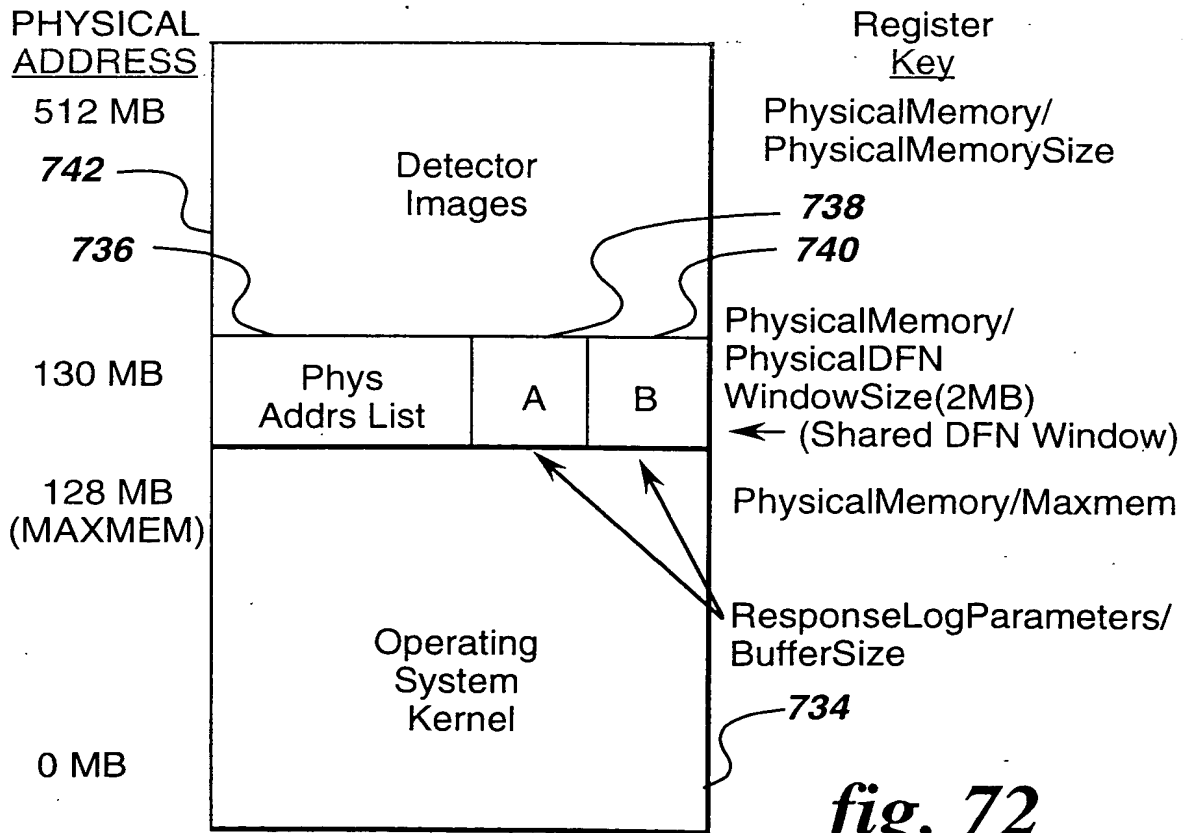 PHYSICAL
ADDRESS
Register
Key
512 MB
PhysicalMemory/
PhysicalMemorySize
742
Detector
Images
738
736
740
130 MB
Phys
Addrs List
A
B
PhysicalMemory/
PhysicalDFN
WindowSize(2MB)
(Shared DFN Window)
128 MB
(MAXMEM)
PhysicalMemory/Maxmem
ResponseLogParameters/
BufferSize
Operating
System
Kernel
734
0 MB
fig. 72